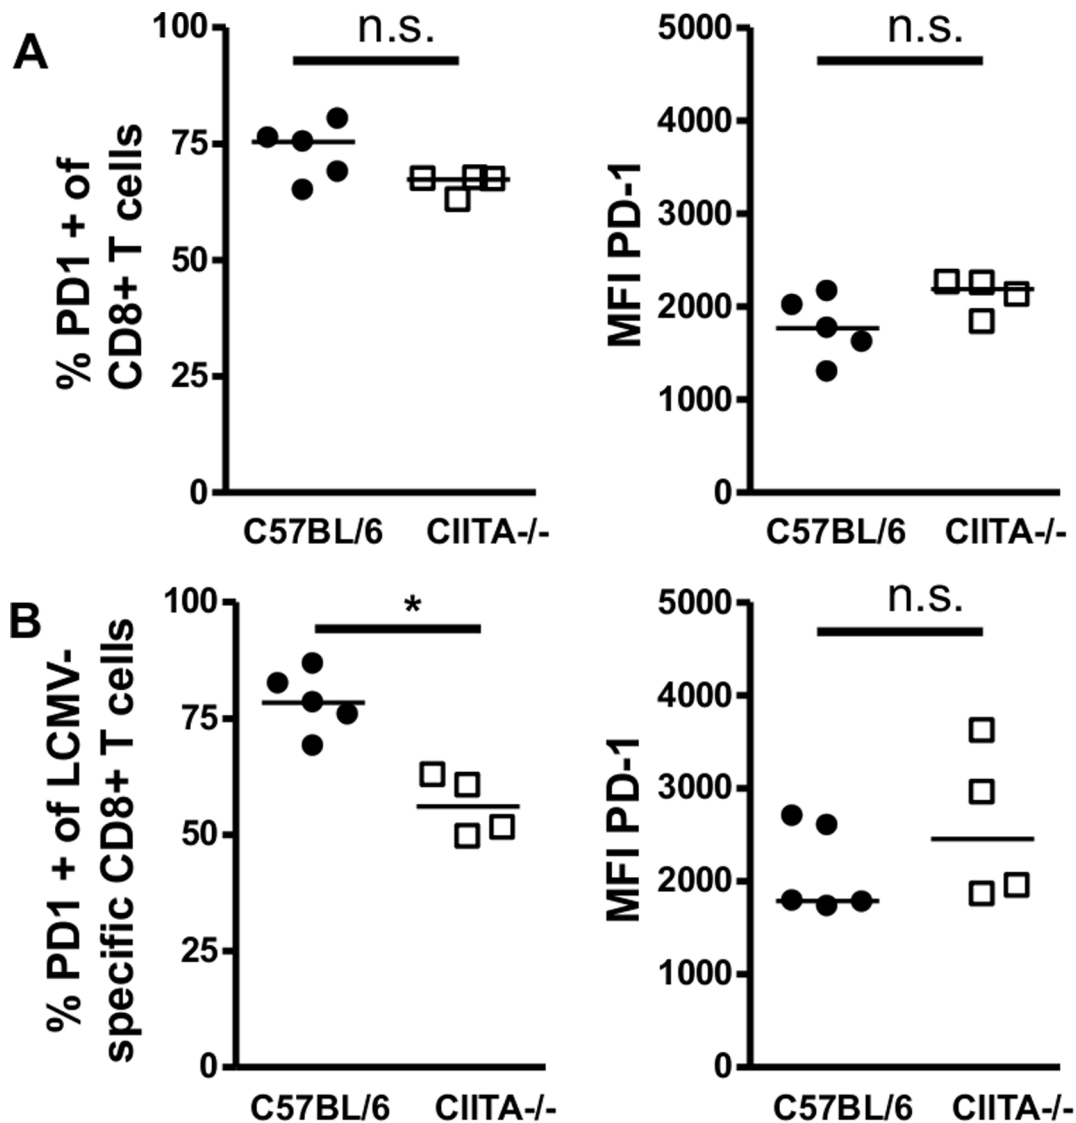 A
% PD1 + of
CD8+ T cells
100
75
50
25
0
n.s.
C57BL/6 CIITA-/-
MFI PD-1
5000
4000
3000
2000
1000
0
n.s.
C57BL/6 CIITA-/-
B
% PD1 + of LCMV-
specific CD8+ T cells
100
75
50
25
0
*
C57BL/6 CIITA-/-
MFI PD-1
5000
4000
3000
2000
1000
0
n.s.
C57BL/6 CIITA-/-